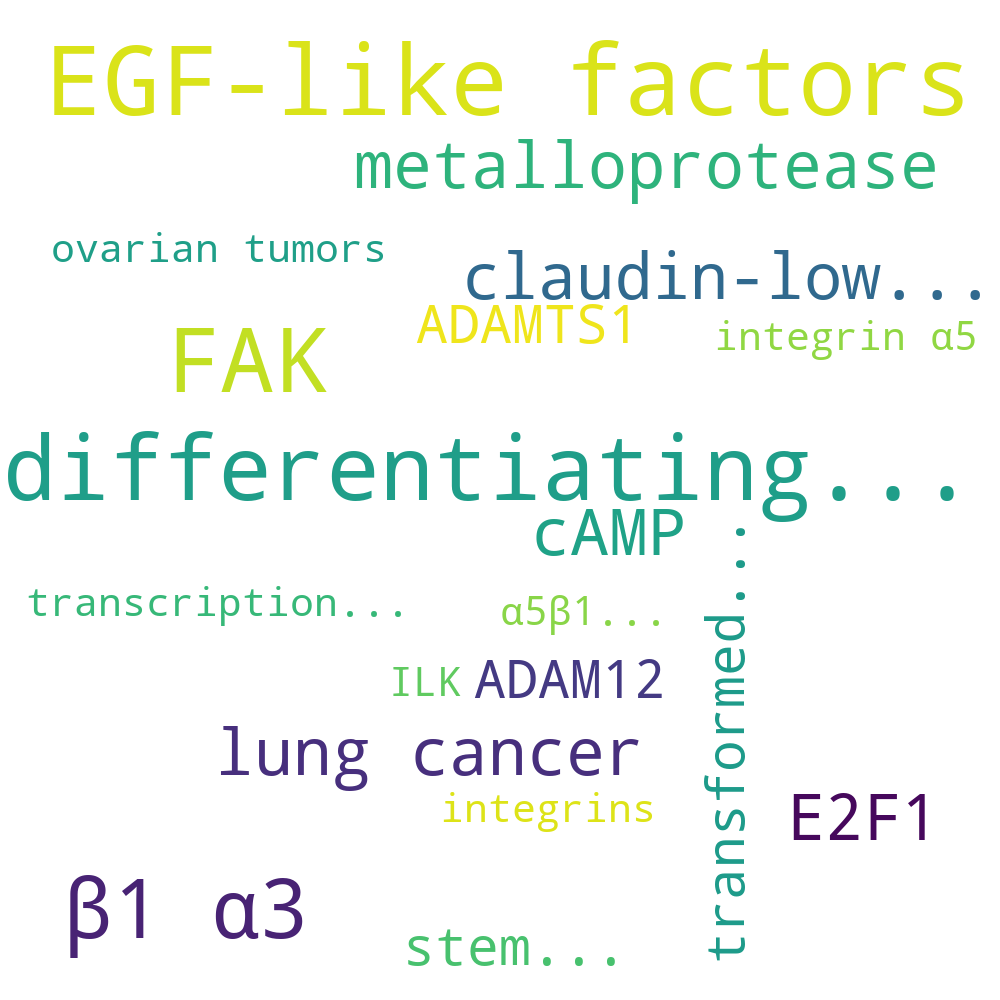 EGF-like factors
metalloprotease
ovarian tumors
claudin-low...
ADAMTS1
integrin α5
FAK
differentiating...
cAMP
transformed...
transcription...
α5β1...
ILK
ADAM12
lung cancer
integrins
E2F1
β1 α3
stem...